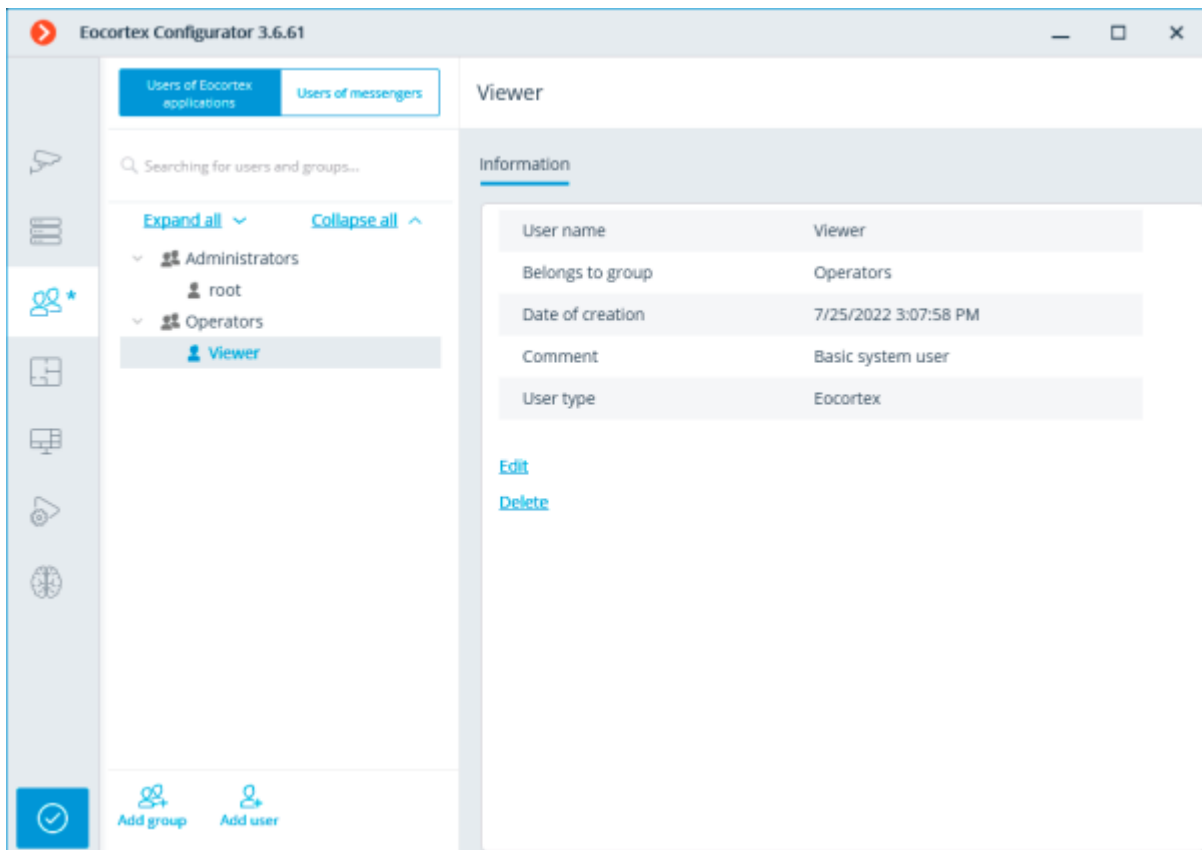 Eocortex Configurator 3.6.61
Users of Eocortex
applications
Users of messengers
Viewer
Searching for users and groups...
Information
Expand all
Collapse all
Administrators
root
Operators
Viewer
User name Viewer
Belongs to group Operators
Date of creation 7/25/2022 3:07:58 PM
Comment Basic system user
User type Eocortex
Edit
Delete
Add group
Add user